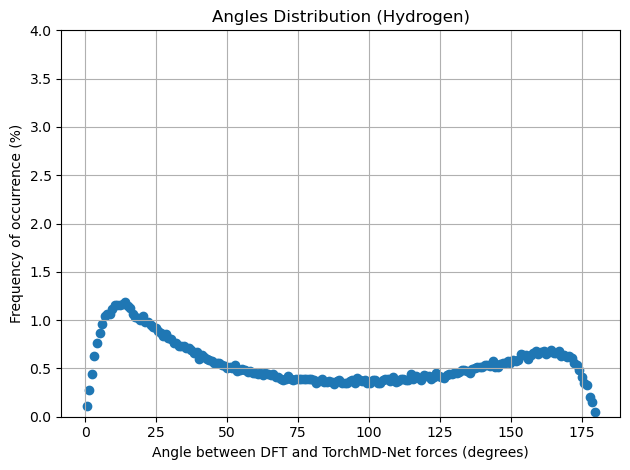 Angles Distribution (Hydrogen)
4.0
3.5
3.0
2.5
2.0
1.5
1.0
0.5
0.0
Frequency of occurrence (%)
0 25 50 75 100 125 150 175
Angle between DFT and TorchMD-Net forces (degrees)